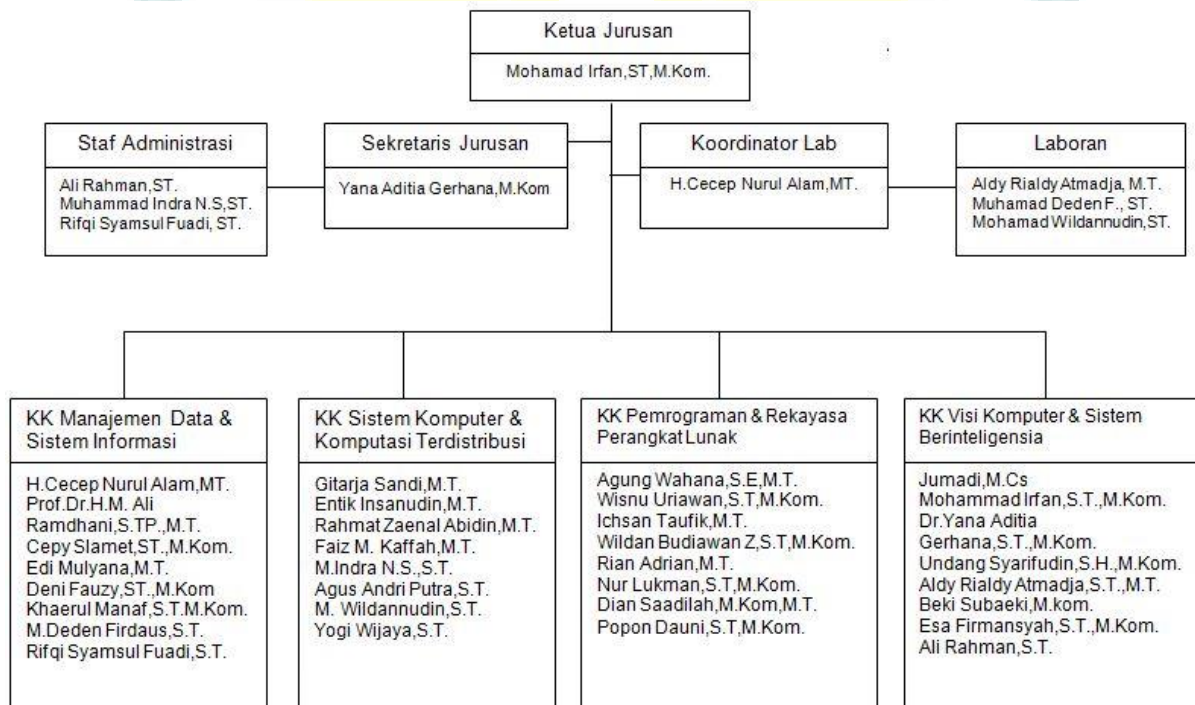 Ketua Jurusan
Mohamad Irfan,ST,M.Kom.
Staf Administrasi
Ali Rahman,ST.
Muhammad Indra N.S,ST.
Rifqi Syamsul Fuadi, ST.
Sekretaris Jurusan
Yana Aditia Gerhana,M.Kom
Koordinator Lab
H.Cecep Nurul Alam,MT.
Laboran
Aldy Rialdy Atmadja, M.T.
Muhamad Deden F., ST.
Mohamad Wildannudin,ST.
KK Manajemen Data &
Sistem Informasi
H.Cecep Nurul Alam,MT.
Prof.Dr.H.M. Ali
Ramdhani,S.TP.,M.T.
Cepy Slamet,ST.,M.Kom.
Edi Mulyana,M.T.
Deni Fauzy,ST.,M.Kom
Khaerul Manaf,S.T.M.Kom.
M.Deden Firdaus,S.T.
Rifqi Syamsul Fuadi,S.T.
KK Sistem Komputer &
Komputasi Terdistribusi
Gitarja Sandi,M.T.
Entik Insanudin,M.T.
Rahmat Zaenal Abidin,M.T.
Faiz M. Kaffah,M.T.
M.Indra N.S.,S.T.
Agus Andri Putra,S.T.
M. Wildannudin,S.T.
Yogi Wijaya,S.T.
KK Pemrograman & Rekayasa
Perangkat Lunak
Agung Wahana,S.E,M.T.
Wisnu Uriawan,S.T,M.Kom.
Ichsan Taufik,M.T.
Wildan Budiawan Z,S.T,M.Kom.
Rian Adrian,M.T.
Nur Lukman,S.T,M.Kom.
Dian Saadilah,M.Kom,M.T.
Popon Dauni,S.T,M.Kom.
KK Visi Komputer & Sistem
Berinteligensia
Jumadi,M.Cs
Mohammad Irfan,S.T.,M.Kom.
Dr.Yana Aditia
Gerhana,S.T.,M.Kom.
Undang Syarifudin,S.H.,M.Kom.
Aldy Rialdy Atmadja,S.T.,M.T.
Beki Subaeki,M.kom.
Esa Firmansyah,S.T.,M.Kom.
Ali Rahman,S.T.